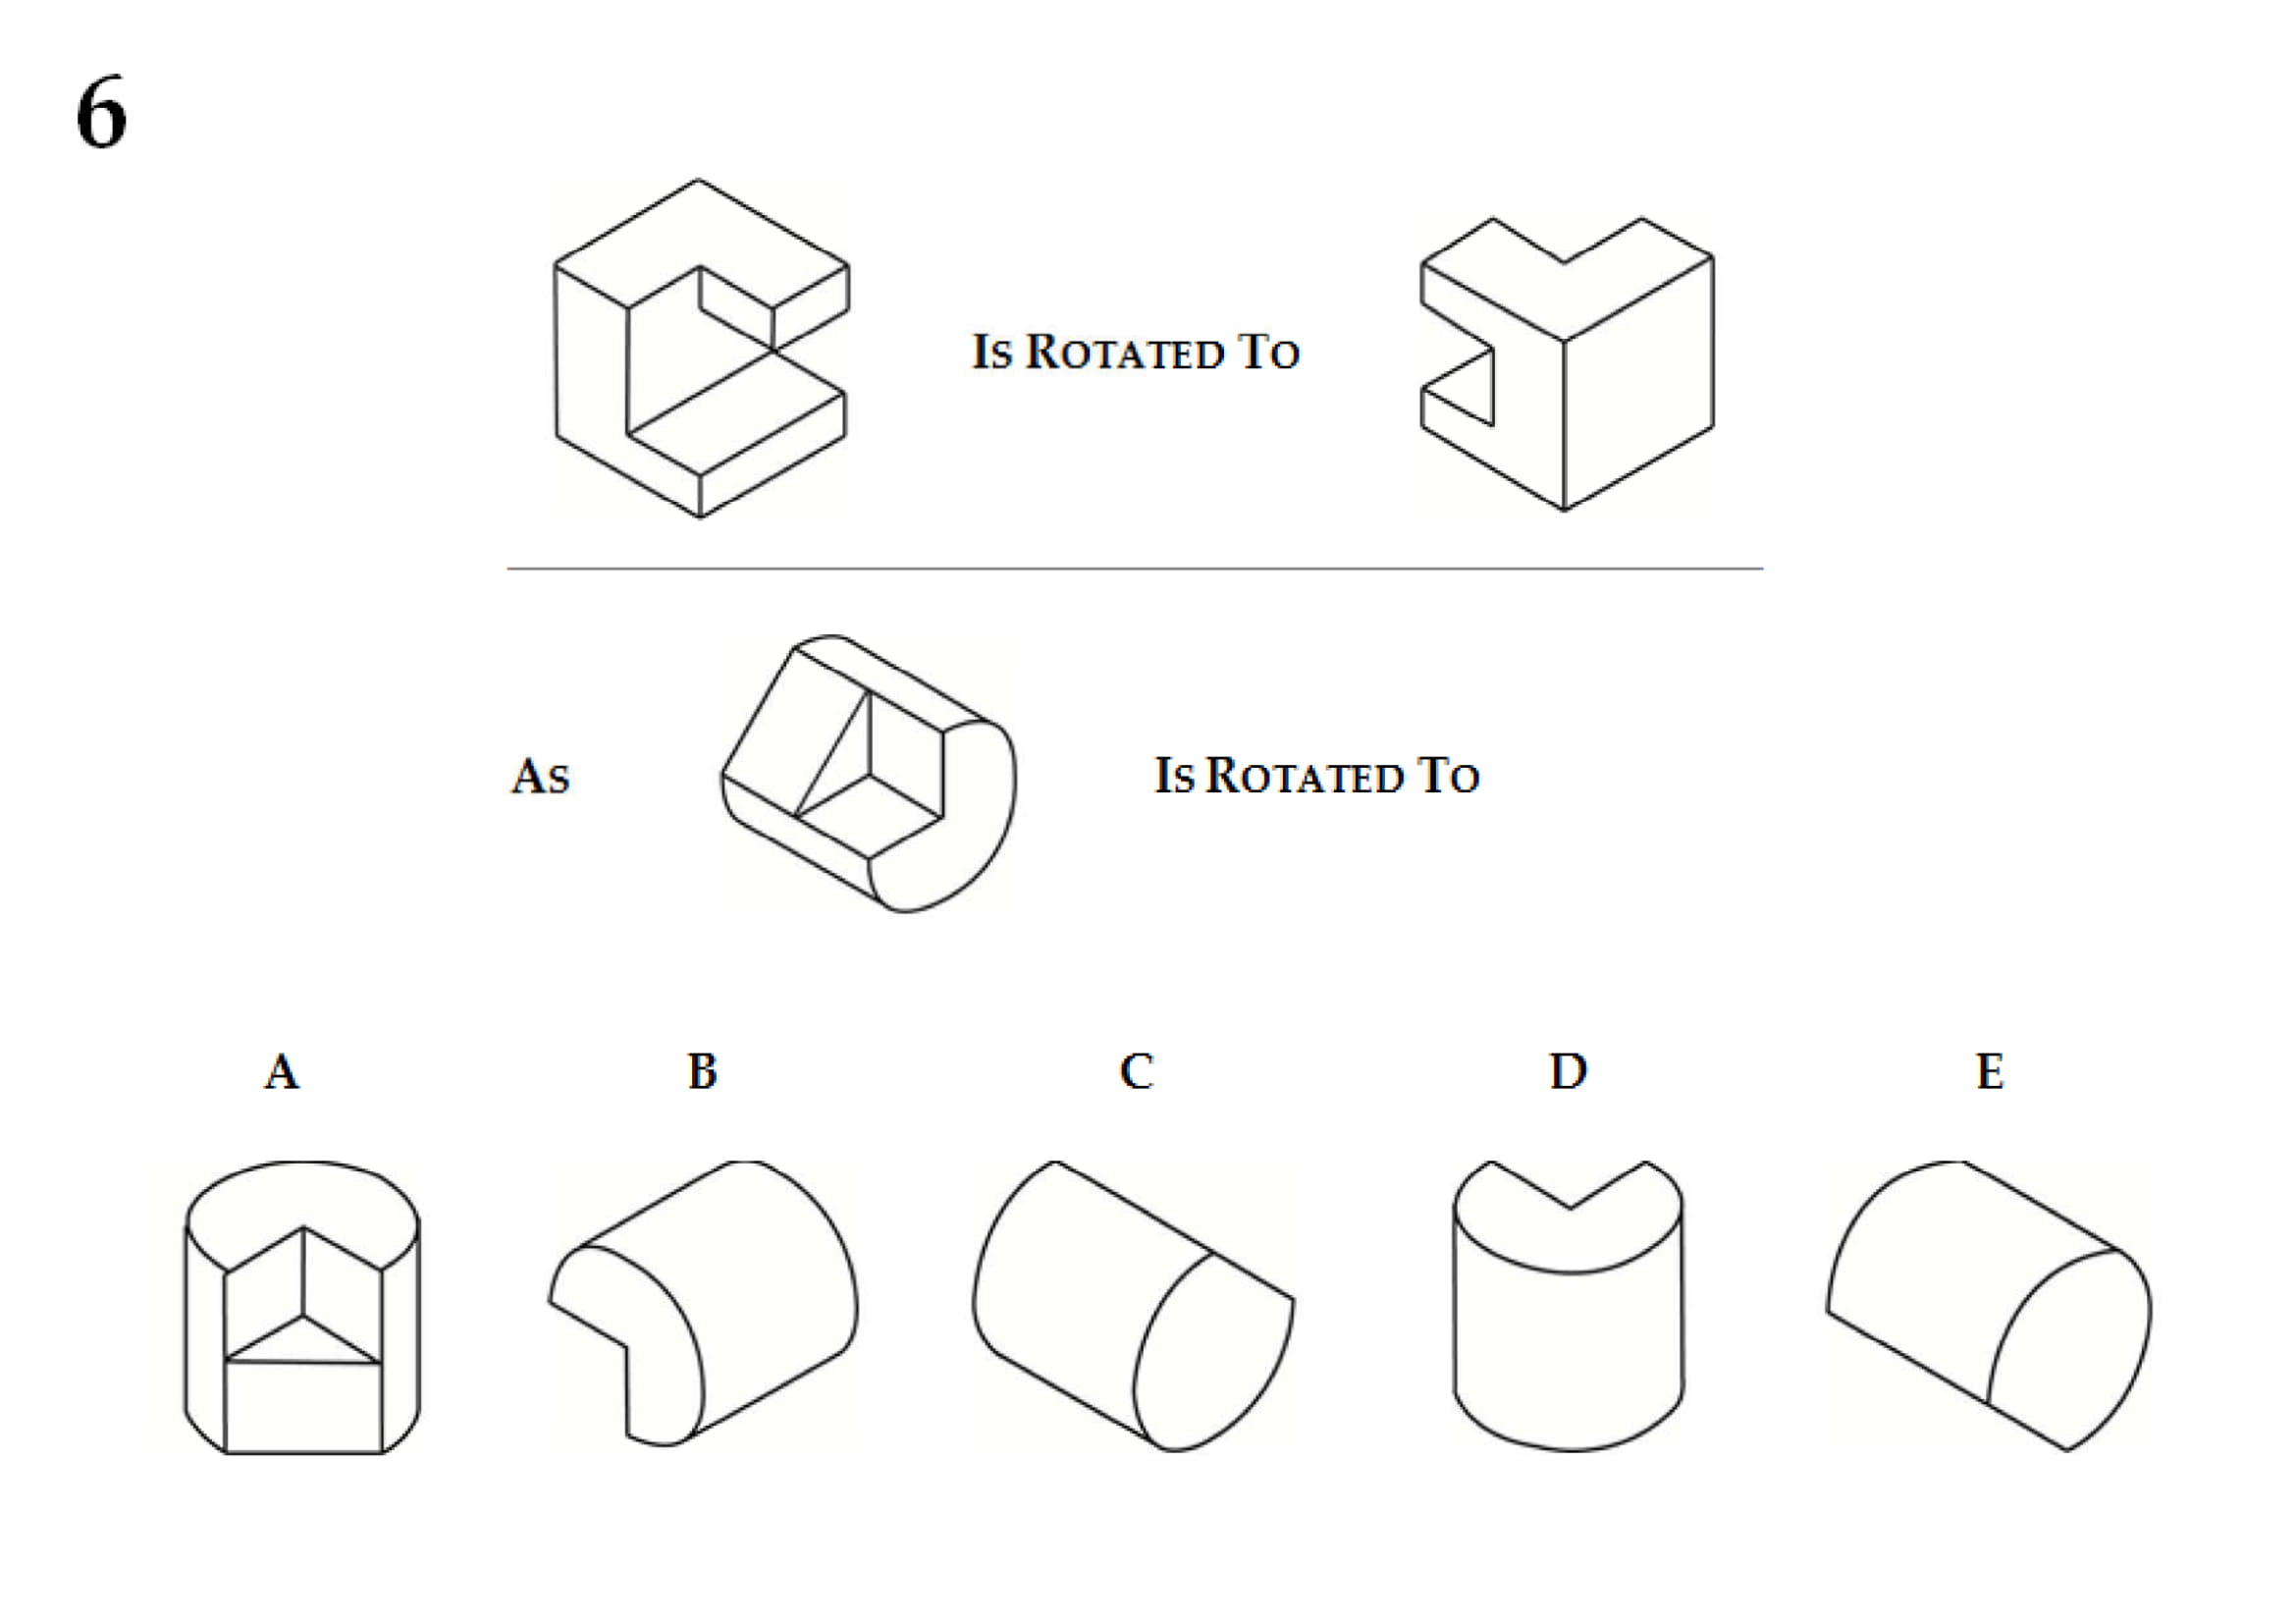 6
IS ROTATED TO
AS
IS ROTATED TO
A B C D E